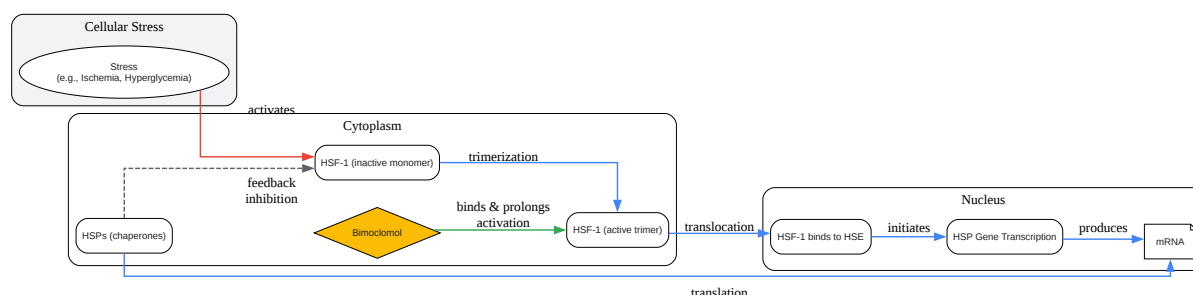 Cellular Stress
Stress
(e.g., Ischemia, Hyperglycemia)
activates
Cytoplasm
HSF-1 (inactive monomer)
trimerization
feedback
inhibition
HSPs (chaperones)
Bimoclomol
binds & prolongs
activation
HSF-1 (active trimer)
translocation
Nucleus
HSF-1 binds to HSE
initiates
HSP Gene Transcription
produces
mRNA
translation